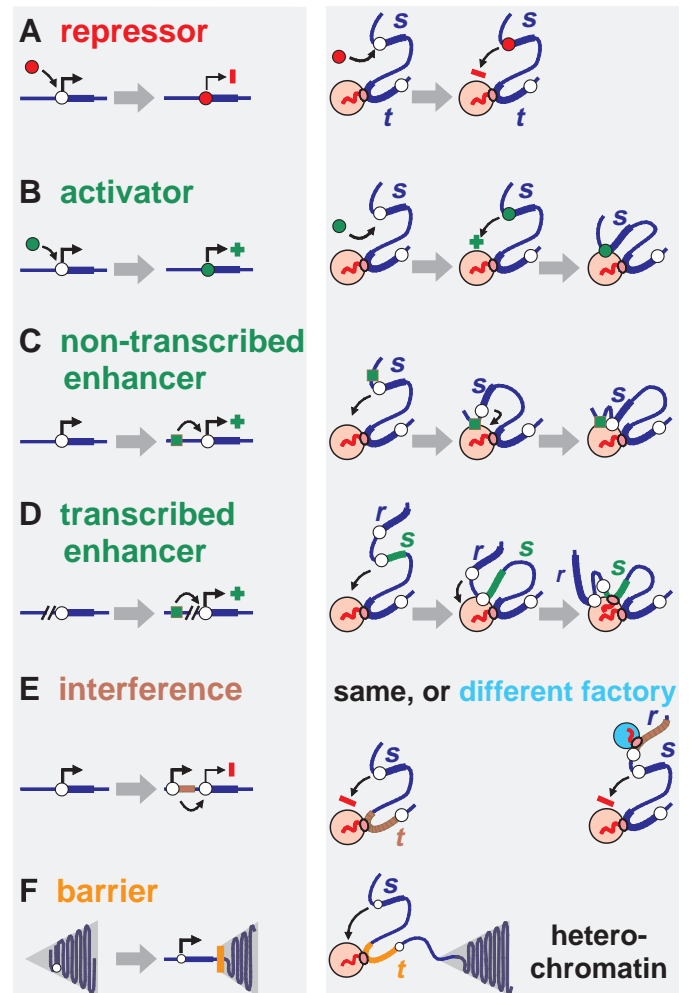 A repressor
s
s
t
t
B activator
s
s
s
C non-transcribed
enhancer
s
s
s
D transcribed
enhancer
r
s
r
s
r
s
E interference
same, or different factory
r
s
s
t
F barrier
s
t
hetero-
chromatin